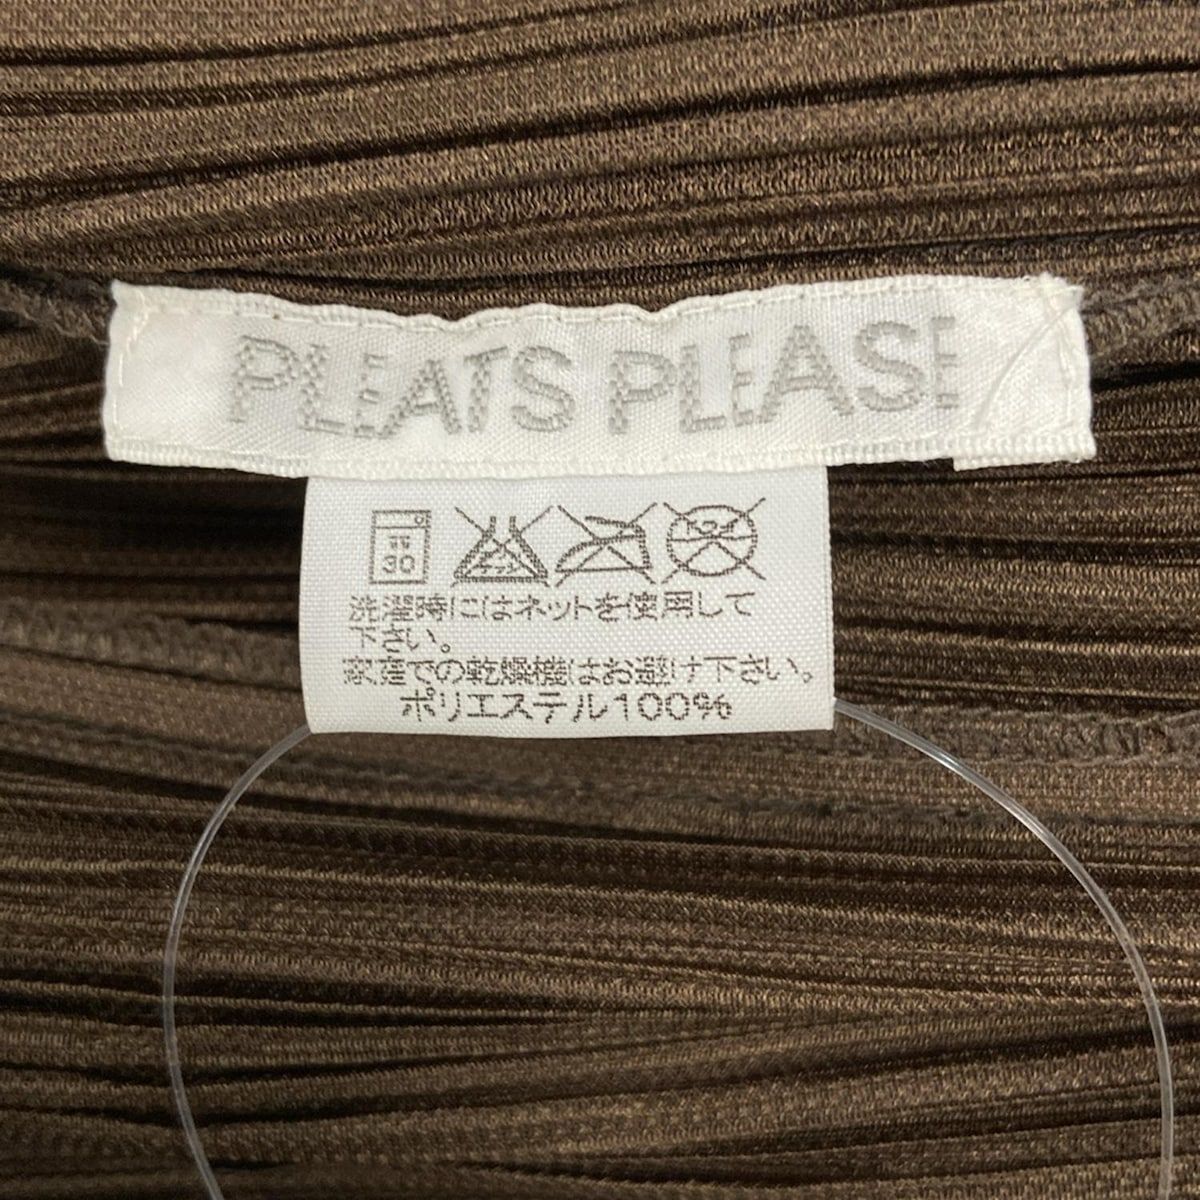 PLEATS PLEASE
弱
30
洗濯時にはネットを使用して
下さい。
家庭での乾燥機はお避け下さい。
ポリエステル100%